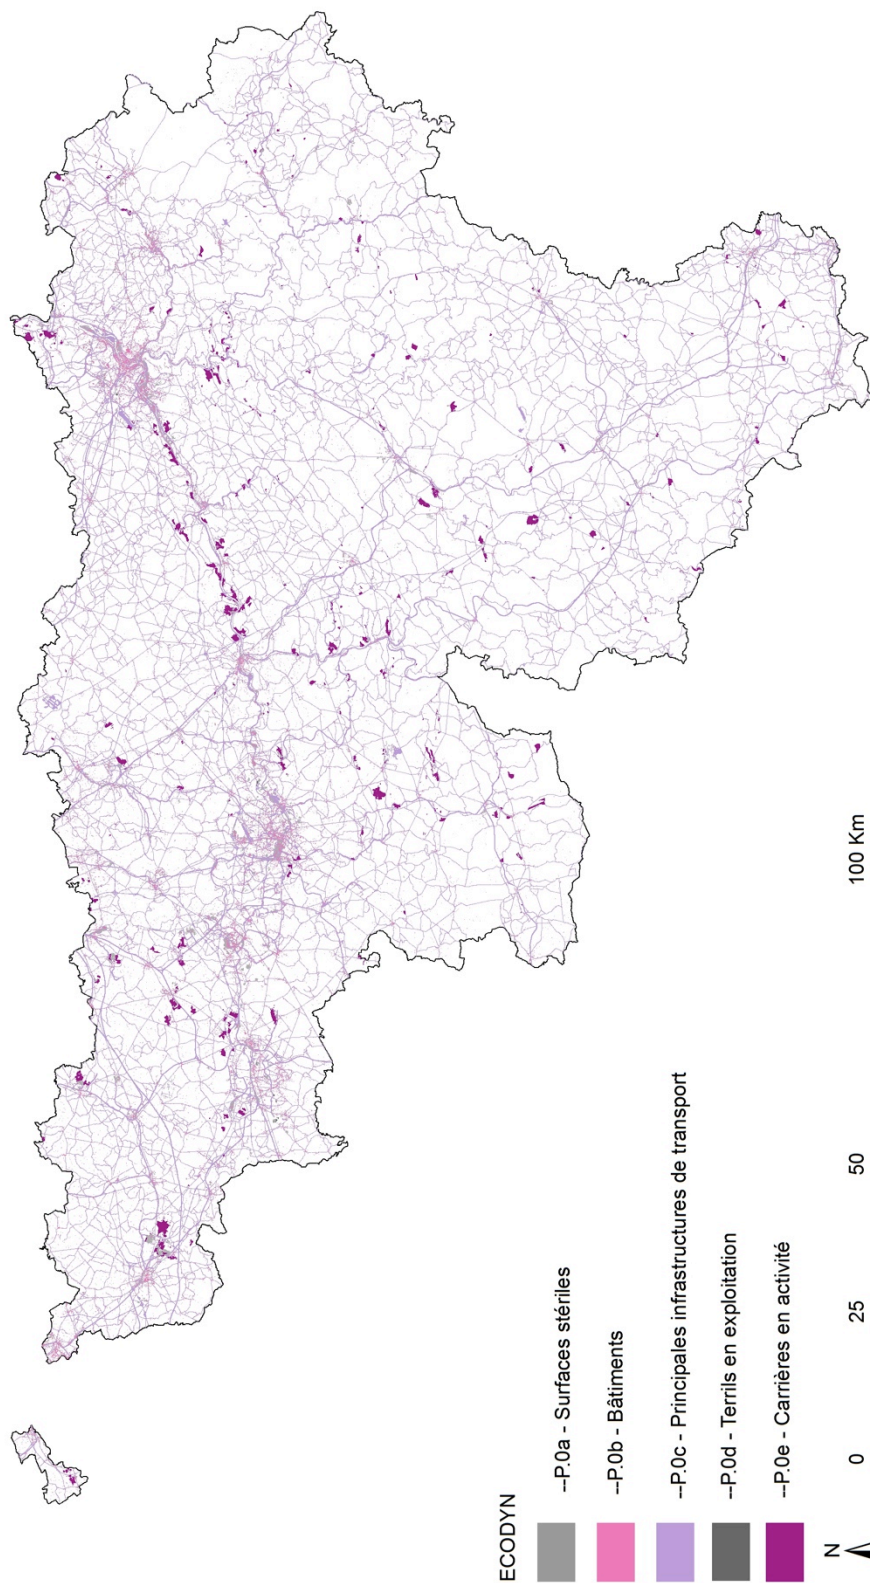 ECODYN
--P.0a - Surfaces stériles
--P.0b - Bâtiments
--P.0c - Principales infrastructures de transport
--P.0d - Terrils en exploitation
--P.0e - Carrières en activité
N
0 25 50 100 Km